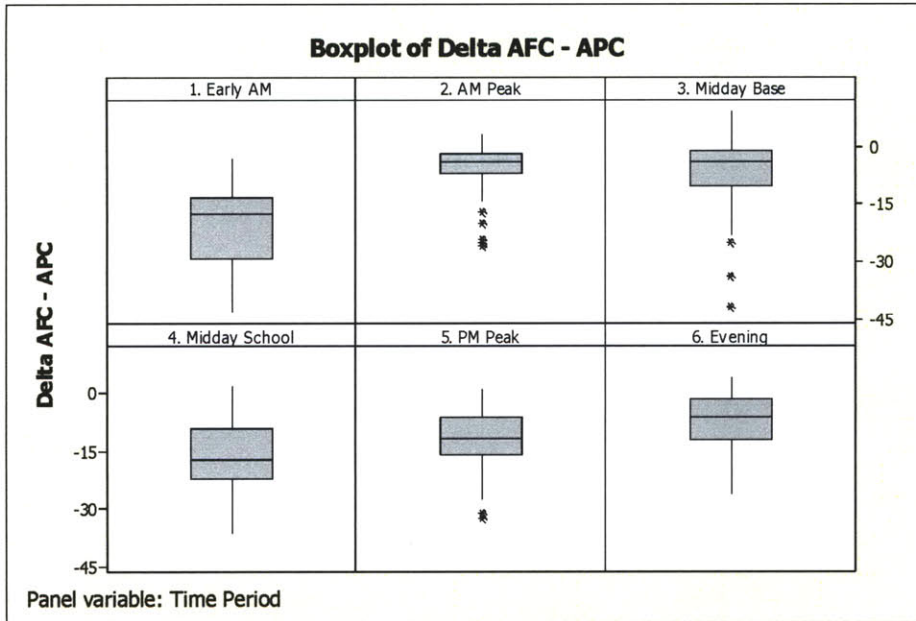 Boxplot of Delta AFC - APC
1. Early AM
2. AM Peak
3. Midday Base
0
-15
-30
-45
Delta AFC - APC
4. Midday School
5. PM Peak
6. Evening
0
-15
-30
-45
Panel variable: Time Period